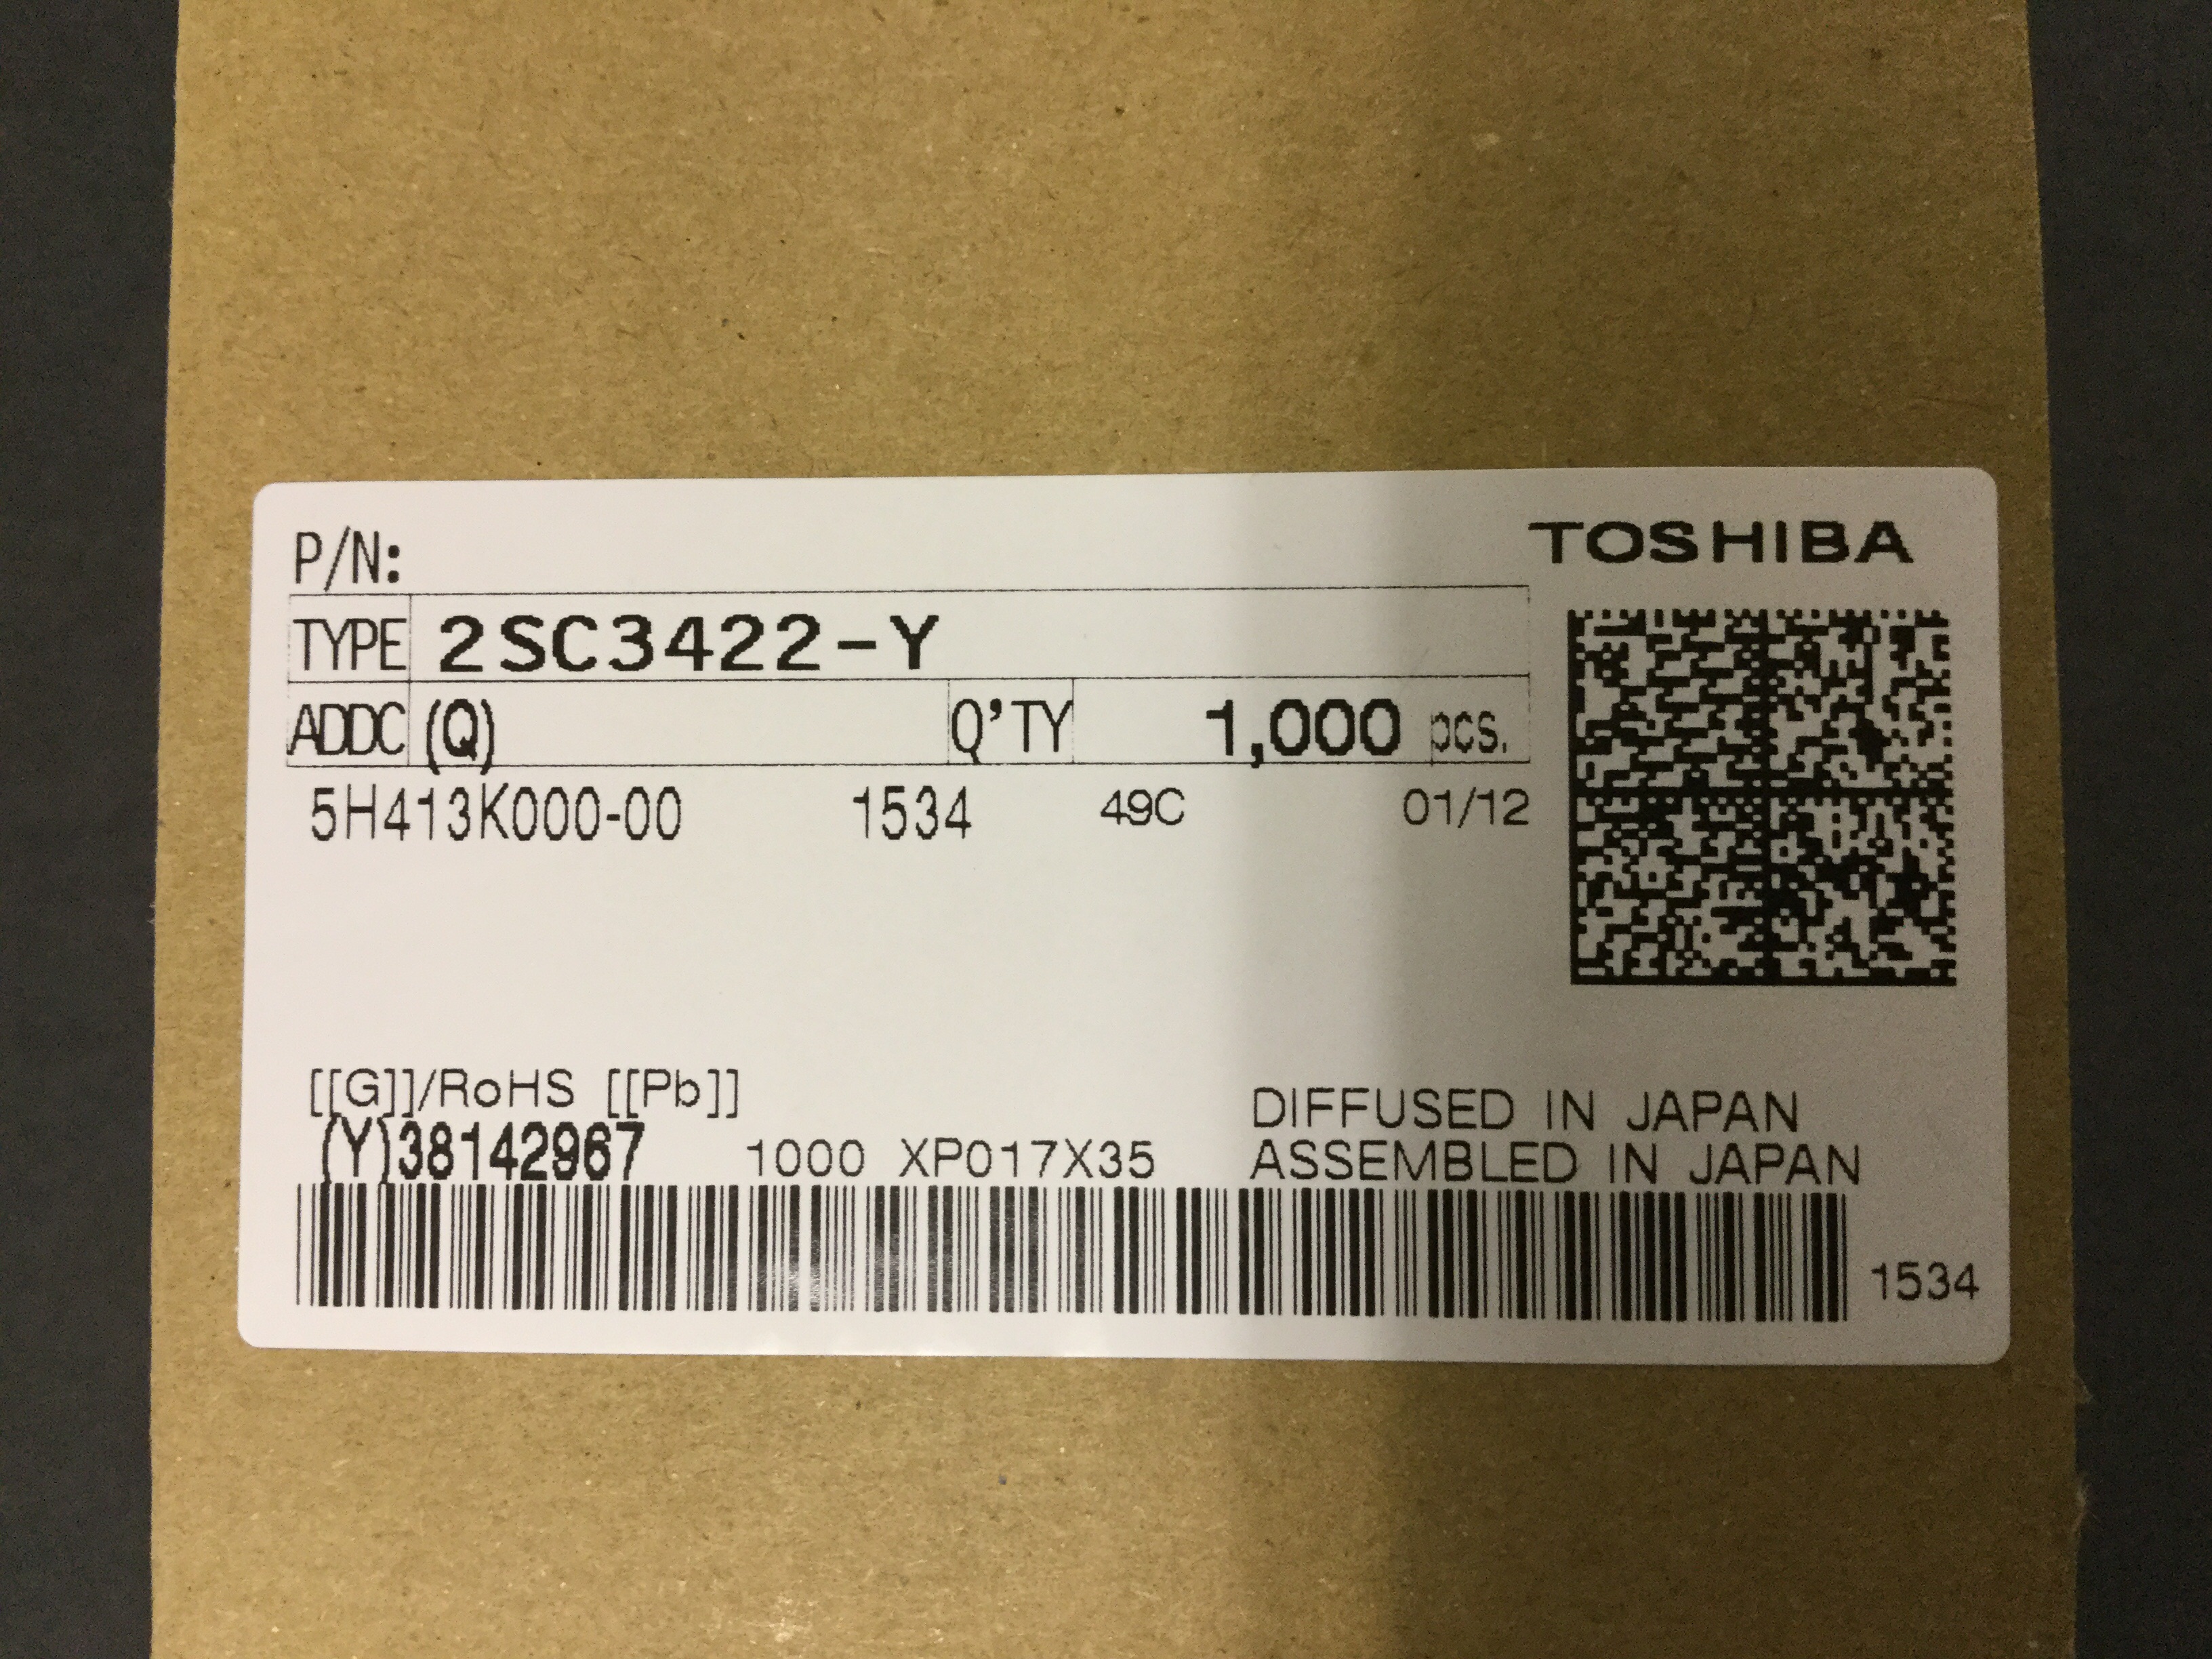 P/N:
TOSHIBA
TYPE 2SC3422-Y
ADDC (Q) Q'TY 1,000 pcs.
5H413K000-00 1534 49C 01/12
[[G]]/RoHS [[Pb]]
DIFFUSED IN JAPAN
(Y)38142967 1000 XP017X35 ASSEMBLED IN JAPAN
1534